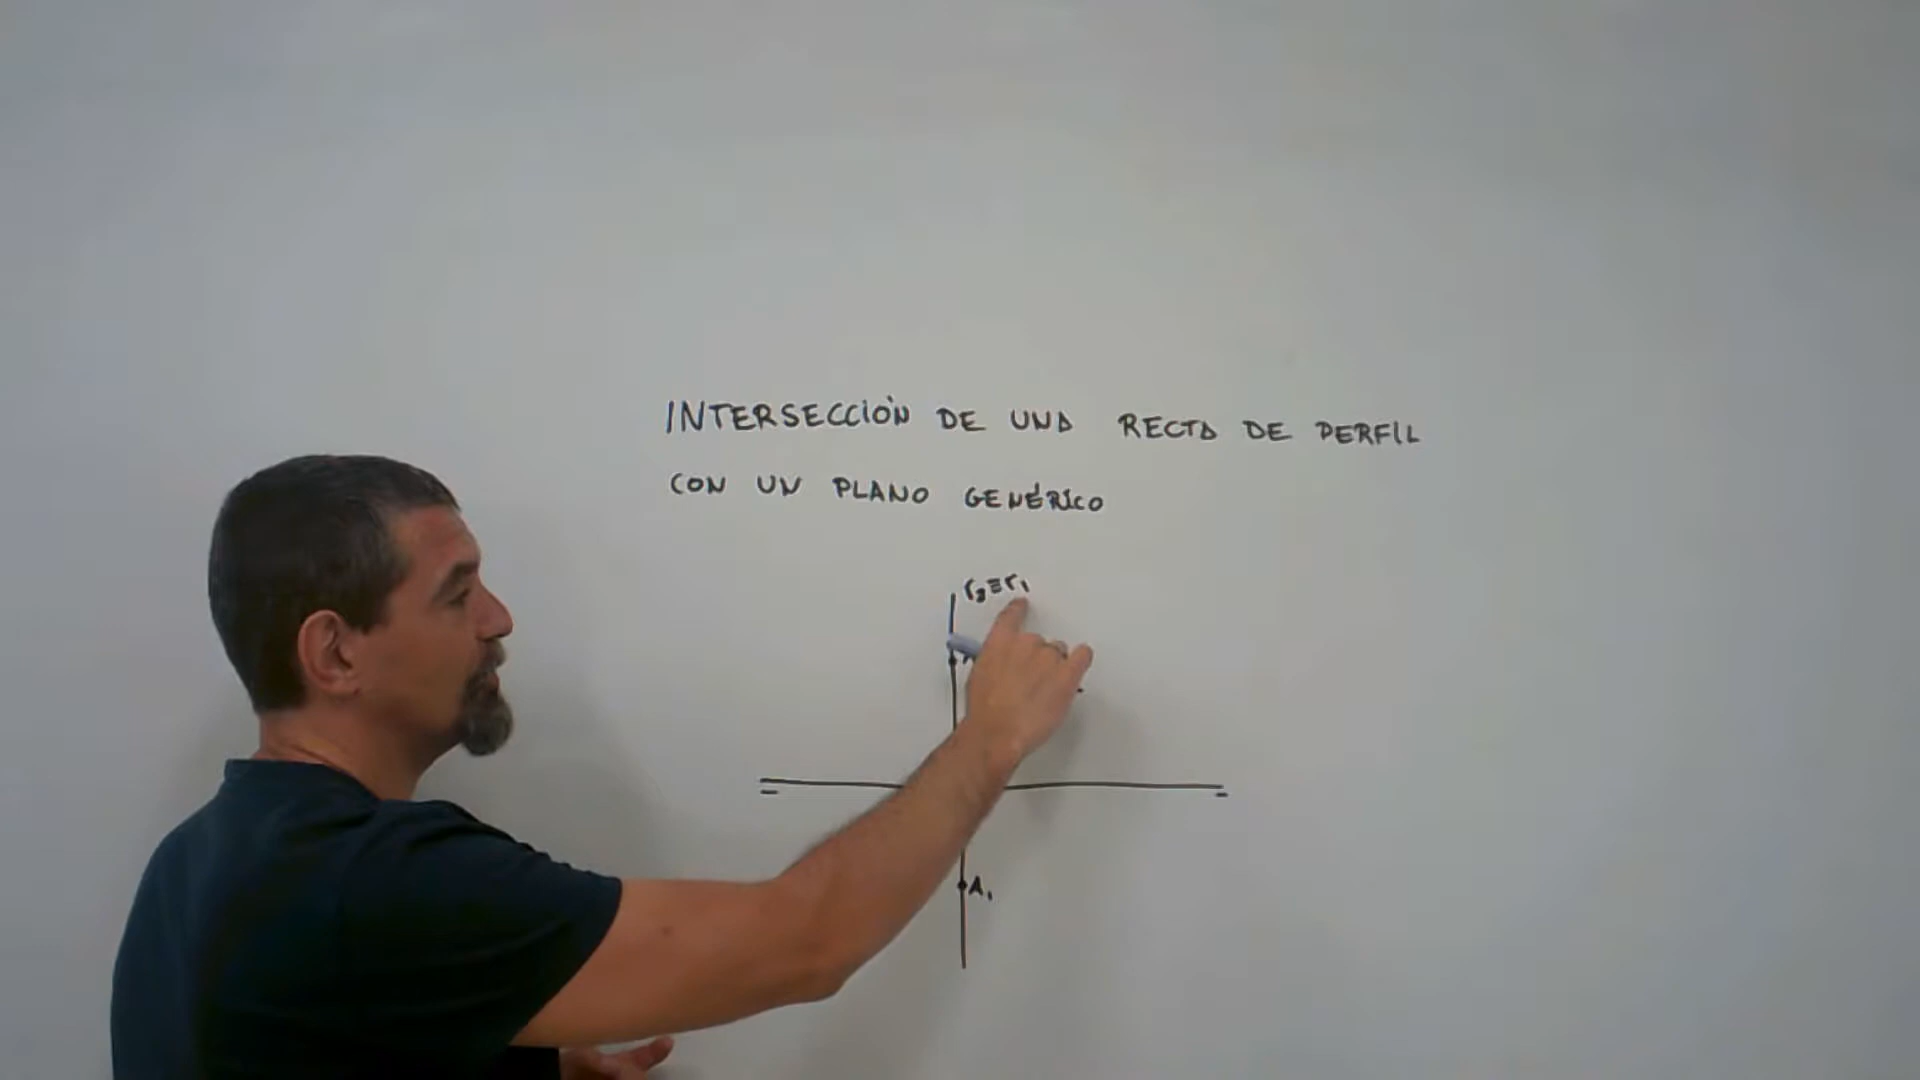 INTERSECCIÓN DE UNA RECTA DE PERFIL
CON UN PLANO GENÉRICO
r₂≡r₁
A₁